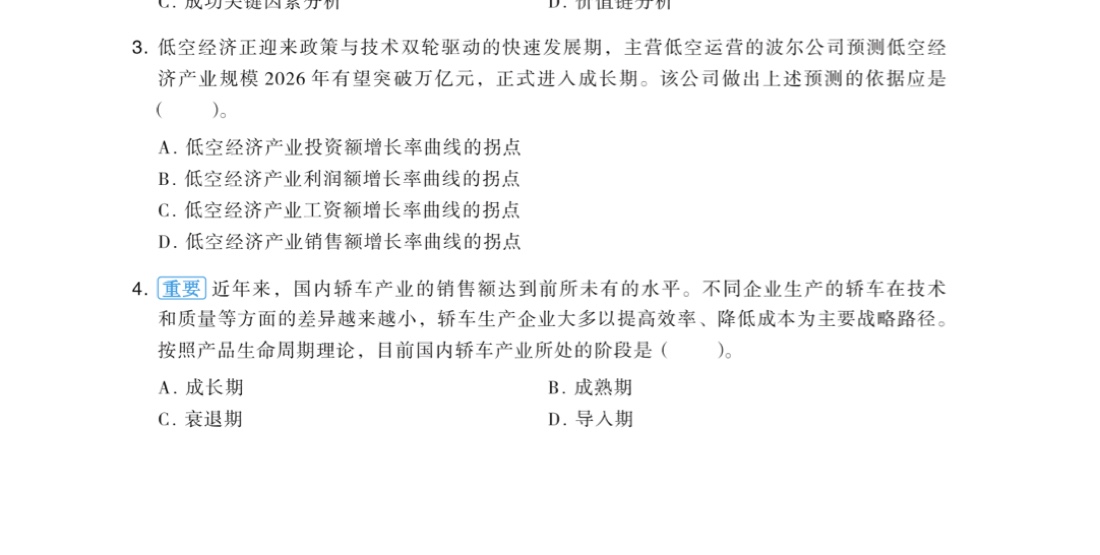 C. 成功关键因素分析 D. 价值链分析
3. 低空经济正迎来政策与技术双轮驱动的快速发展期，主营低空运营的波尔公司预测低空经
济产业规模 2026 年有望突破万亿元，正式进入成长期。该公司做出上述预测的依据应是
(  )。
A. 低空经济产业投资额增长率曲线的拐点
B. 低空经济产业利润额增长率曲线的拐点
C. 低空经济产业工资额增长率曲线的拐点
D. 低空经济产业销售额增长率曲线的拐点
4. 重要 近年来，国内轿车产业的销售额达到前所未有的水平。不同企业生产的轿车在技术
和质量等方面的差异越来越小，轿车生产企业大多以提高效率、降低成本为主要战略路径。
按照产品生命周期理论，目前国内轿车产业所处的阶段是 (  )。
A. 成长期 B. 成熟期
C. 衰退期 D. 导入期